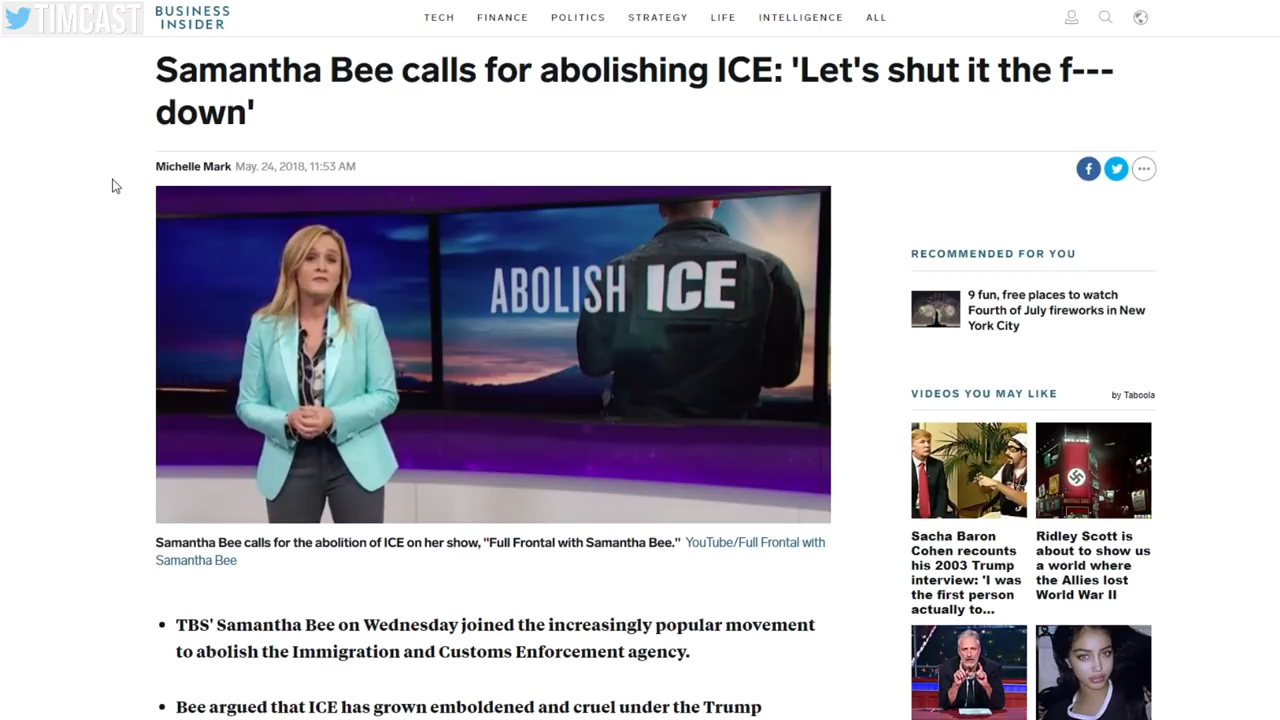 TIMCAST
BUSINESS
INSIDER
TECH FINANCE POLITICS STRATEGY LIFE INTELLIGENCE ALL
Samantha Bee calls for abolishing ICE: 'Let's shut it the f---
down'
Michelle Mark May. 24, 2018, 11:53 AM
ABOLISH ICE
Samantha Bee calls for the abolition of ICE on her show, "Full Frontal with Samantha Bee." YouTube/Full Frontal with
Samantha Bee
• TBS' Samantha Bee on Wednesday joined the increasingly popular movement
to abolish the Immigration and Customs Enforcement agency.
• Bee argued that ICE has grown emboldened and cruel under the Trump
RECOMMENDED FOR YOU
9 fun, free places to watch
Fourth of July fireworks in New
York City
VIDEOS YOU MAY LIKE
by Taboola
Sacha Baron
Cohen recounts
his 2003 Trump
interview: 'I was
the first person
actually to...
Ridley Scott is
about to show us
a world where
the Allies lost
World War II